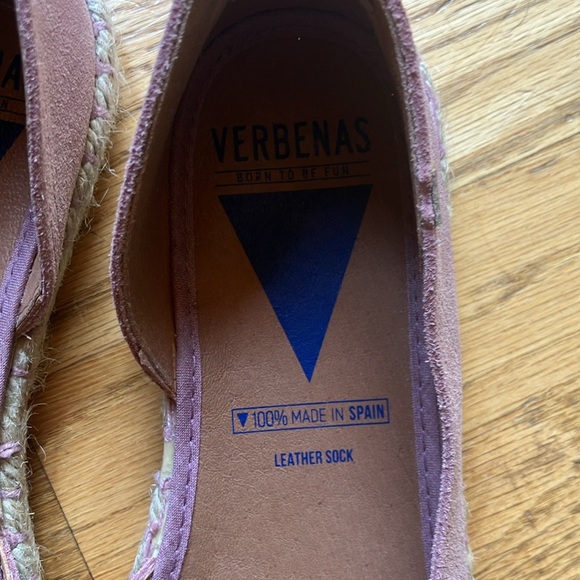 VERBENAS
BORN TO BE FUN
100% MADE IN SPAIN
LEATHER SOCK